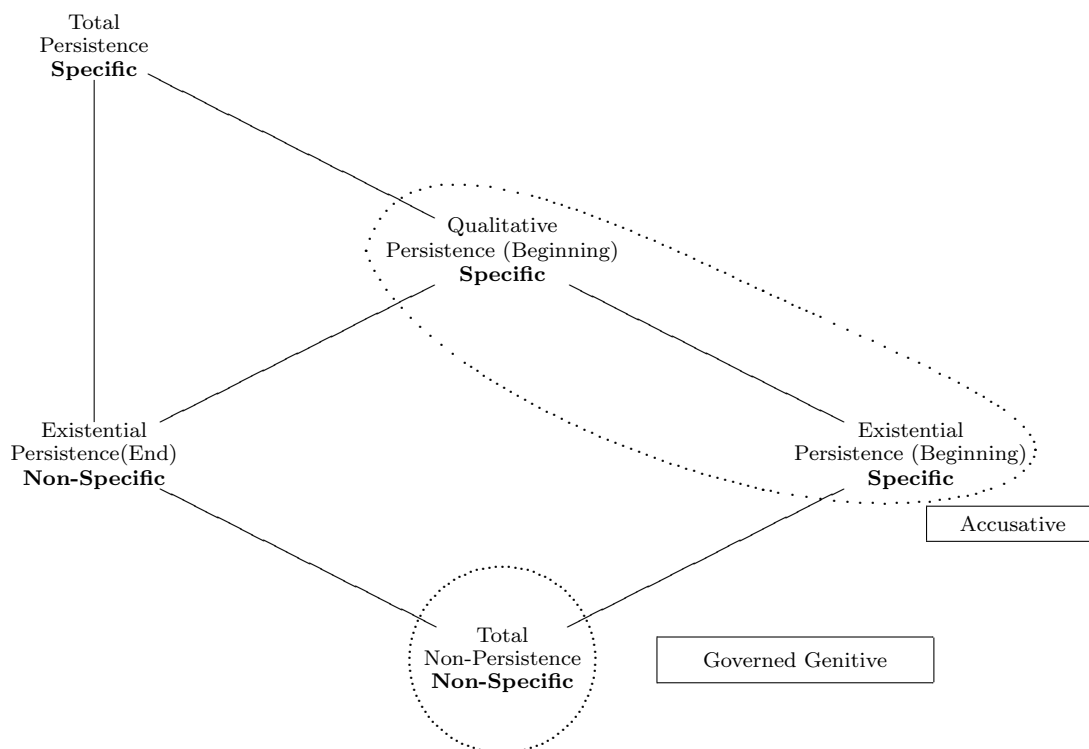 Total
Persistence
Specific
Qualitative
Persistence (Beginning)
Specific
Existential
Persistence(End)
Non-Specific
Existential
Persistence (Beginning)
Specific
Accusative
Total
Non-Persistence
Non-Specific
Governed Genitive